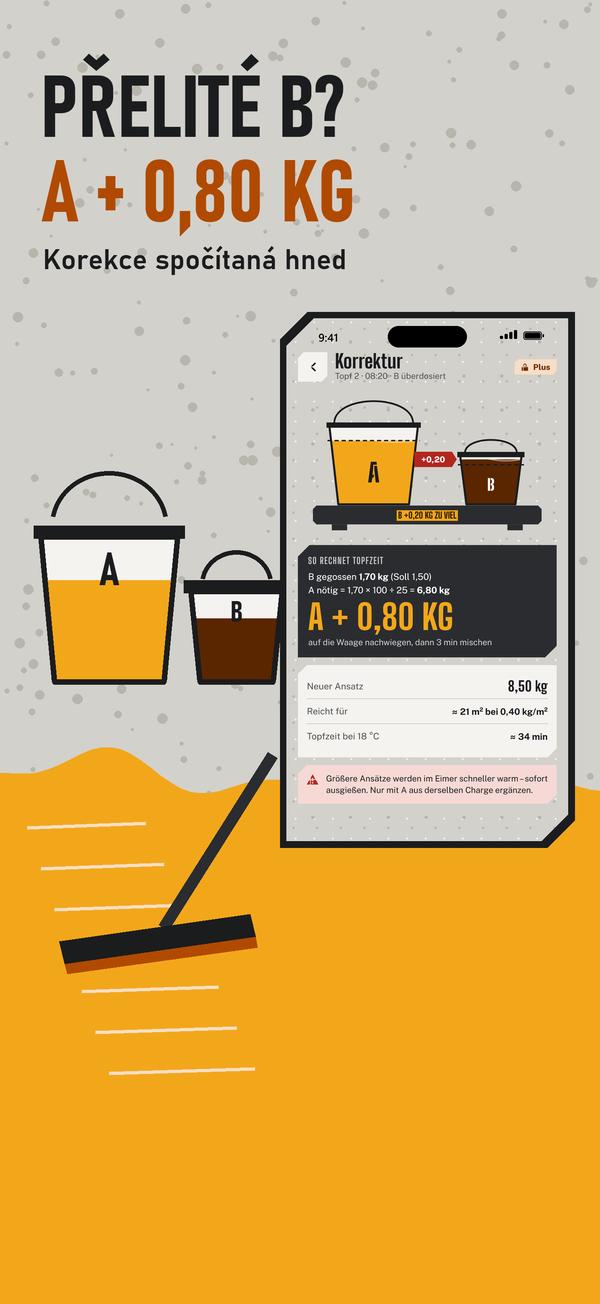 PŘELITÉ B?
A + 0,80 KG
Korekce spočítaná hned
9:41
Korrektur
Topf 2 · 08:20 · B überdosiert
Plus
A
+0,20
B
B +0,20 KG ZU VIEL
A
B
SO RECHNET TOPFZEIT
B gegossen 1,70 kg (Soll 1,50)
A nötig = 1,70 × 100 ÷ 25 = 6,80 kg
A + 0,80 KG
auf die Waage nachwiegen, dann 3 min mischen
Neuer Ansatz 8,50 kg
Reicht für ≈ 21 m² bei 0,40 kg/m²
Topfzeit bei 18 °C ≈ 34 min
Größere Ansätze werden im Eimer schneller warm – sofort
ausgießen. Nur mit A aus derselben Charge ergänzen.